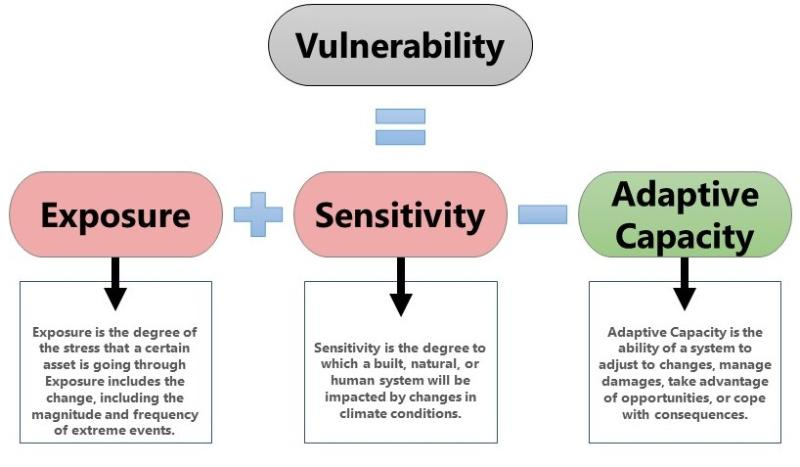 Vulnerability
Exposure
Sensitivity
Adaptive
Capacity
Exposure is the degree of
the stress that a certain
asset is going through
Exposure includes the
change, including the
magnitude and frequency
of extreme events.
Sensitivity is the degree to
which a built, natural, or
human system will be
impacted by changes in
climate conditions.
Adaptive Capacity is the
ability of a system to
adjust to changes, manage
damages, take advantage
of opportunities, or cope
with consequences.